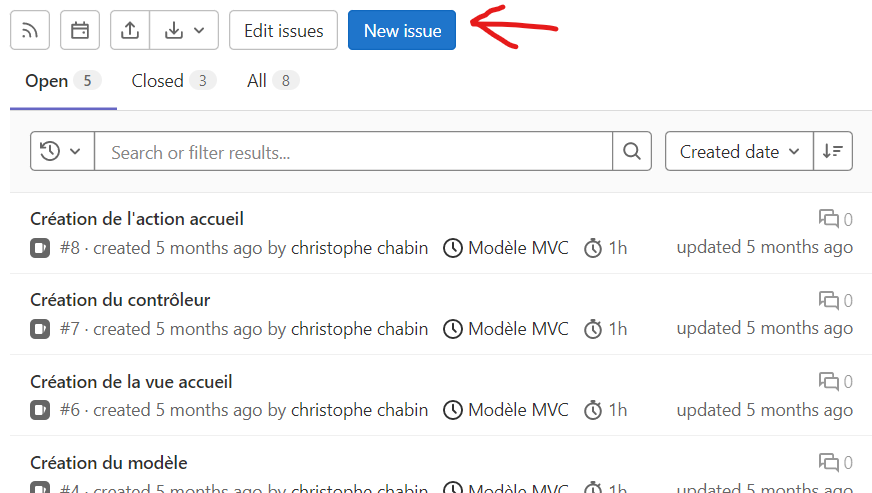 Edit issues New issue
Open 5 Closed 3 All 8
Search or filter results... Created date
Création de l'action accueil 0
#8 · created 5 months ago by christophe chabin Modèle MVC 1h updated 5 months ago
Création du contrôleur 0
#7 · created 5 months ago by christophe chabin Modèle MVC 1h updated 5 months ago
Création de la vue accueil 0
#6 · created 5 months ago by christophe chabin Modèle MVC 1h updated 5 months ago
Création du modèle 0
#4 · created 5 months ago by christophe chabin Modèle MVC 1h updated 5 months ago